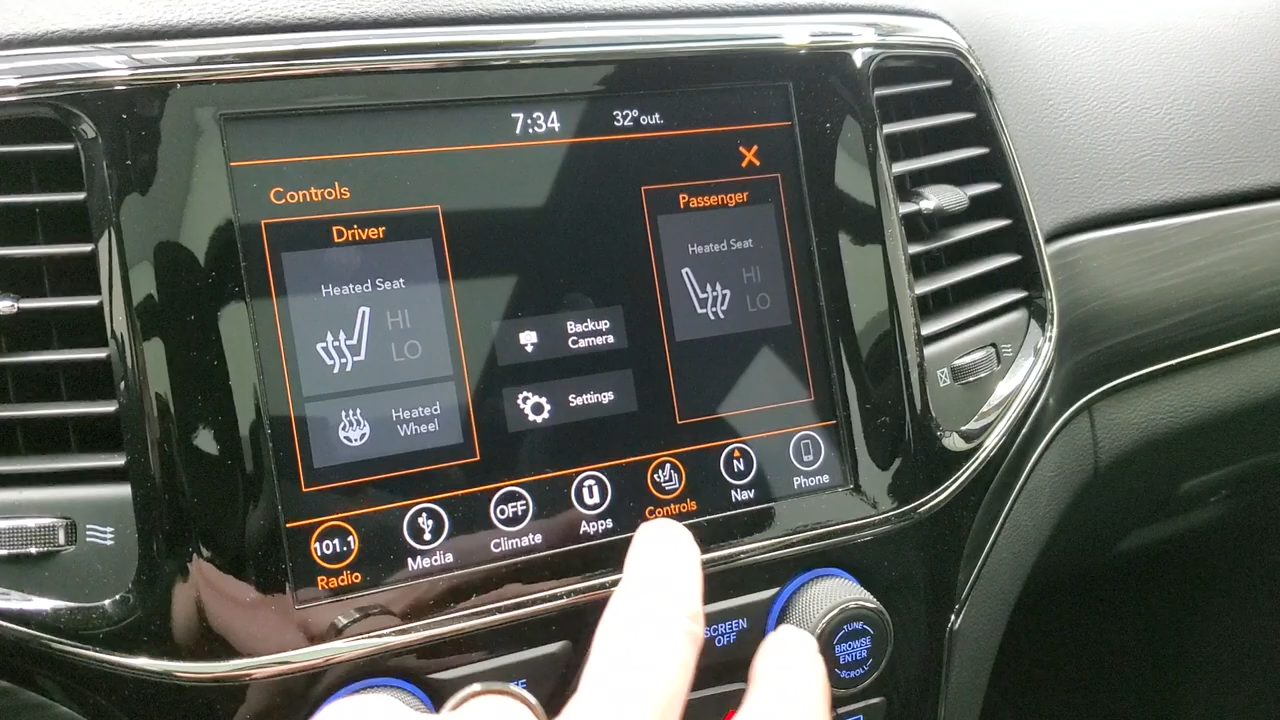 7:34 32° out.
Controls
Driver
Heated Seat
HI
LO
Heated
Wheel
Backup
Camera
Settings
Passenger
Heated Seat
HI
LO
101.1
Radio
Media
OFF
Climate
Apps
Controls
N
Nav
Phone
SCREEN
OFF
TUNE
BROWSE
ENTER
SCROLL